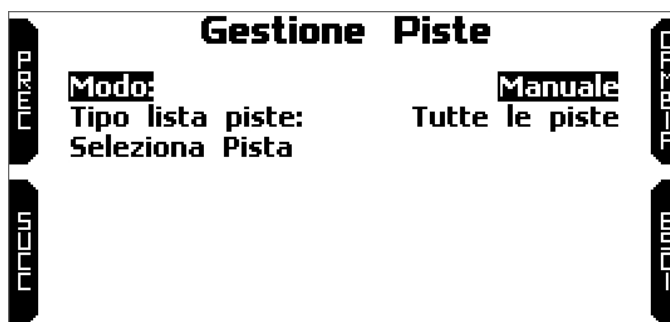 Gestione Piste
PREC
Modo: Manuale
Tipo lista piste: Tutte le piste
Seleziona Pista
CAMBIA
SUCC
ESCI